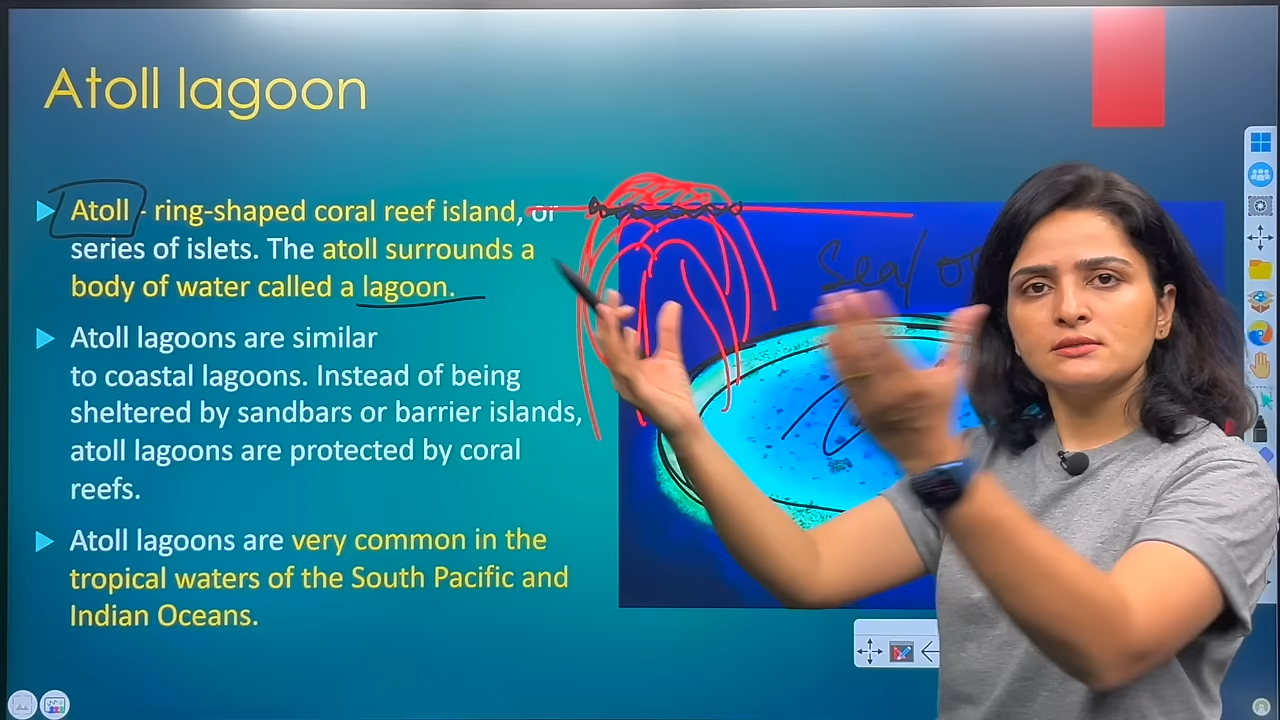 Atoll lagoon
Atoll - ring-shaped coral reef island, or
series of islets. The atoll surrounds a
body of water called a lagoon.
Atoll lagoons are similar
to coastal lagoons. Instead of being
sheltered by sandbars or barrier islands,
atoll lagoons are protected by coral
reefs.
Atoll lagoons are very common in the
tropical waters of the South Pacific and
Indian Oceans.
Sea/